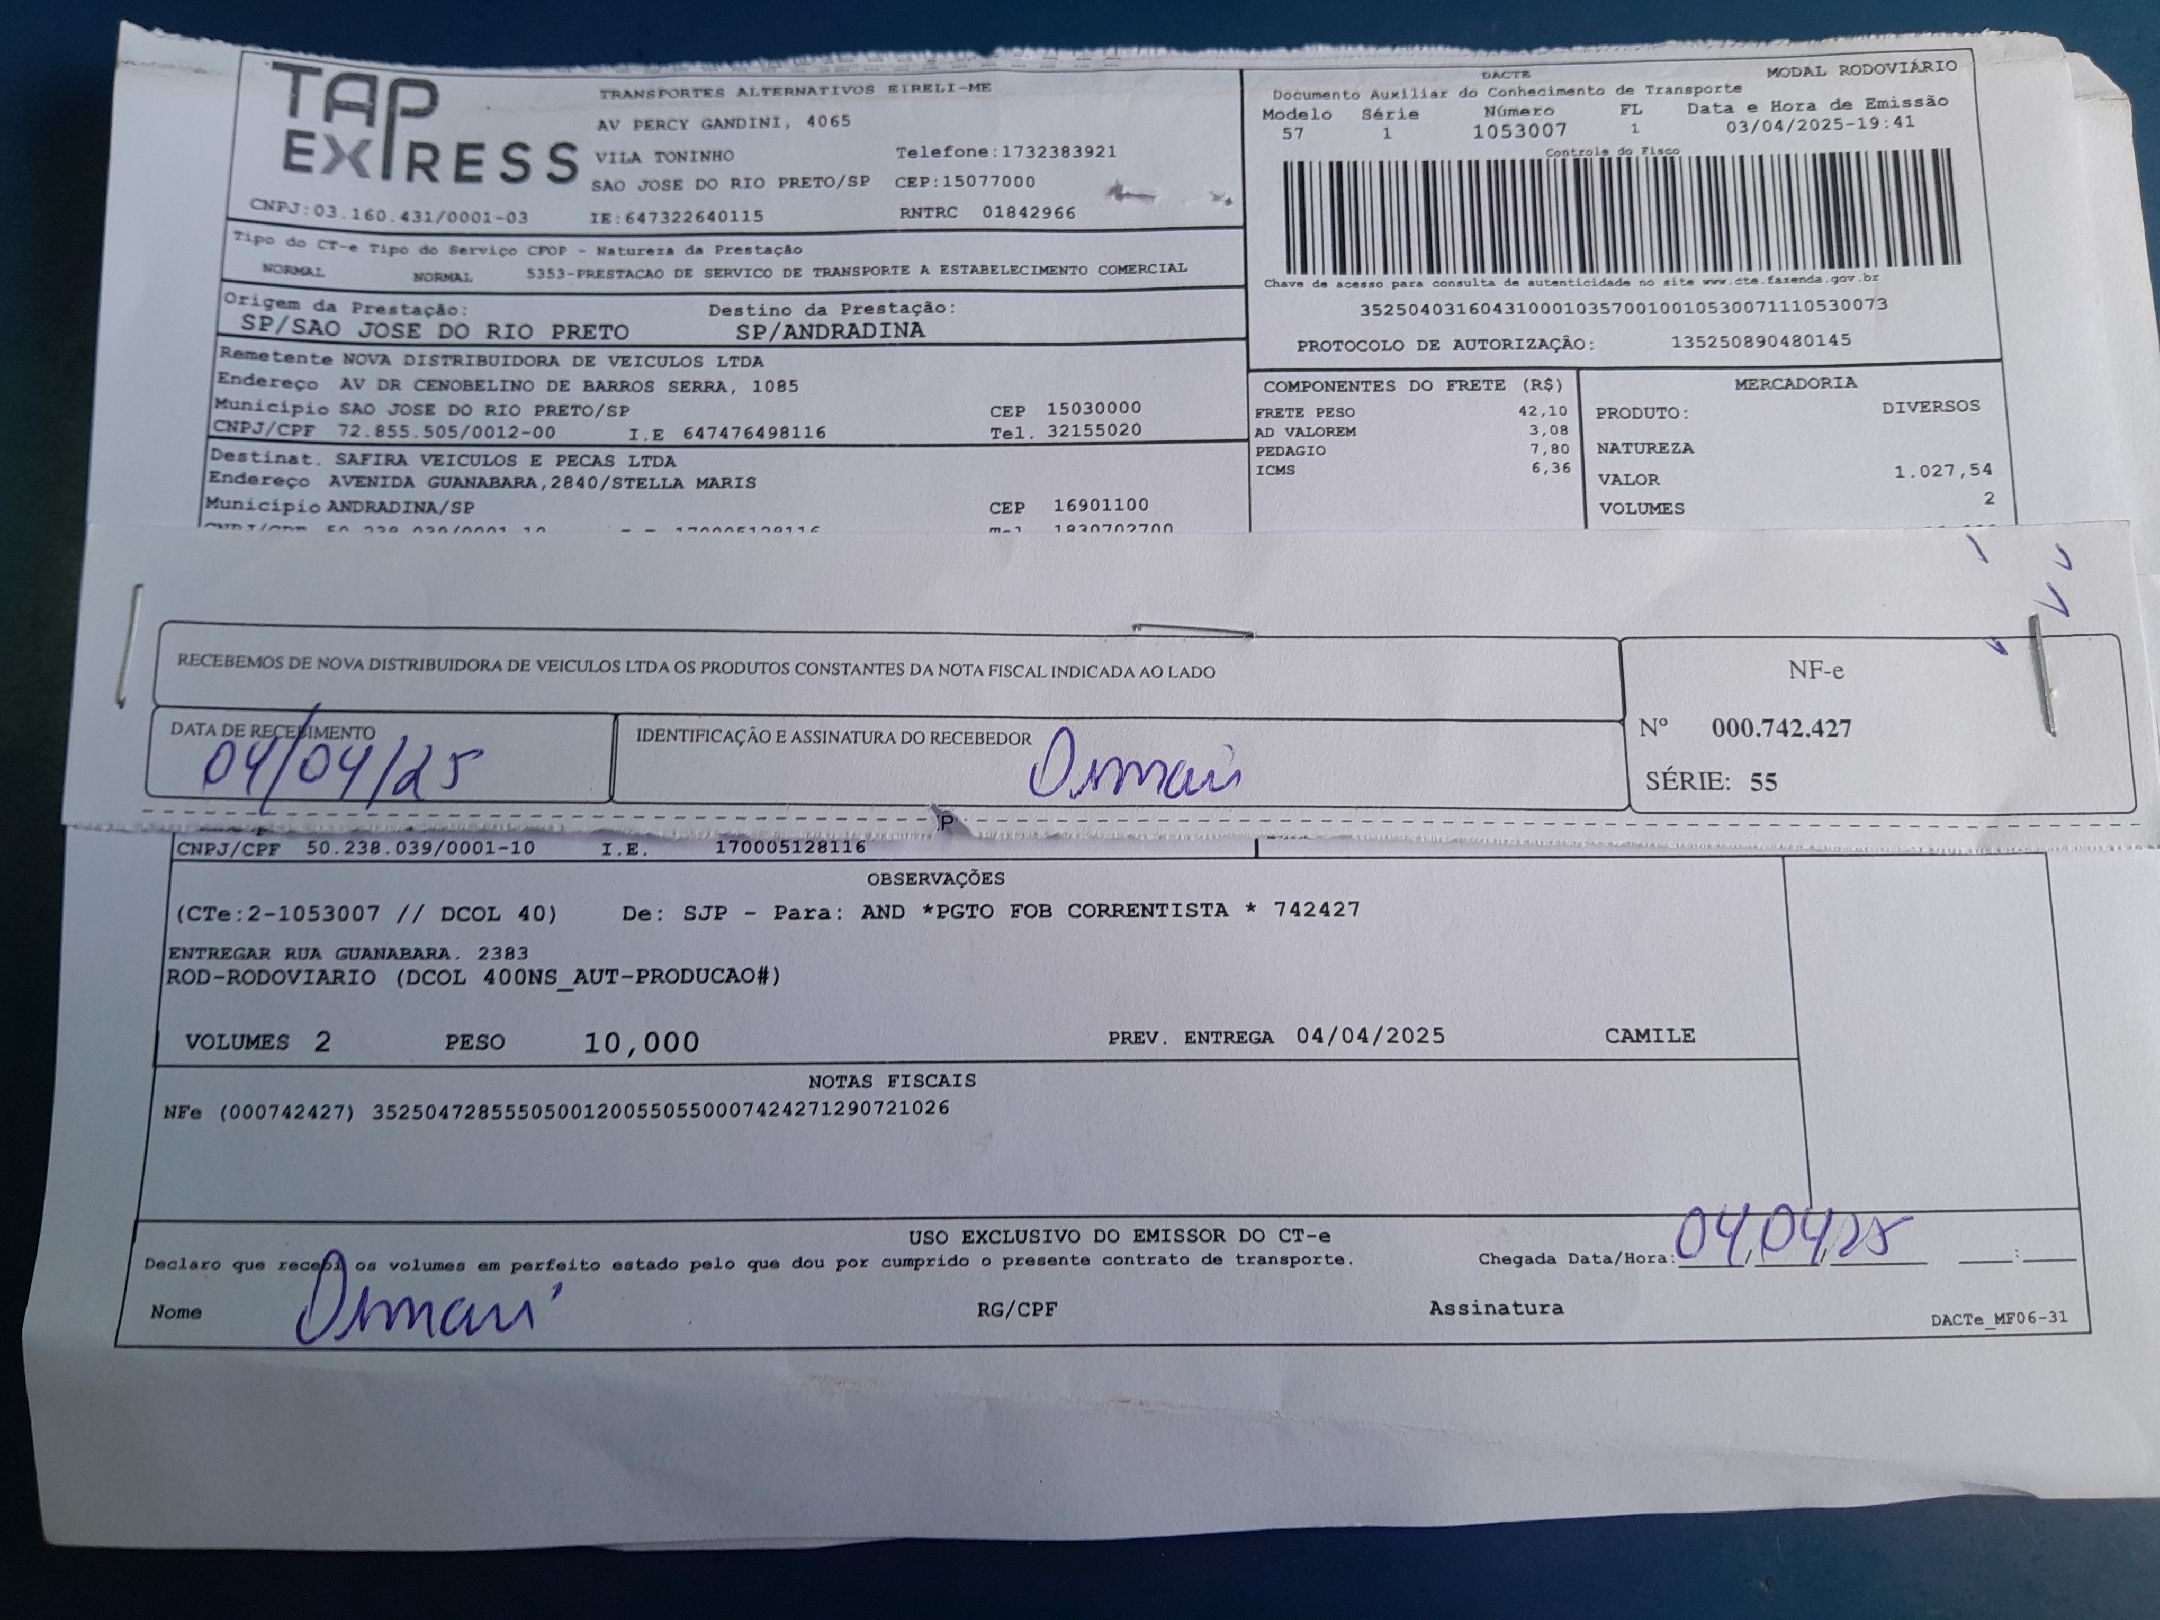 TAP EXPRESS
TRANSPORTES ALTERNATIVOS EIRELI-ME
AV PERCY GANDINI, 4065
VILA TONINHO Telefone:1732383921
SAO JOSE DO RIO PRETO/SP CEP:15077000
CNPJ:03.160.431/0001-03 IE:647322640115 RNTRC 01842966
DACTE MODAL RODOVIÁRIO
Documento Auxiliar do Conhecimento de Transporte
Modelo Série Número FL Data e Hora de Emissão
57 1 1053007 1 03/04/2025-19:41
Controle do Fisco
Chave de acesso para consulta de autenticidade no site www.cte.fazenda.gov.br
35250403160431000103570010010530071110530073
PROTOCOLO DE AUTORIZAÇÃO: 135250890480145
Tipo do CT-e Tipo do Serviço CFOP - Natureza da Prestação
NORMAL NORMAL 5353-PRESTACAO DE SERVICO DE TRANSPORTE A ESTABELECIMENTO COMERCIAL
Origem da Prestação: Destino da Prestação:
SP/SAO JOSE DO RIO PRETO SP/ANDRADINA
Remetente NOVA DISTRIBUIDORA DE VEICULOS LTDA
Endereço AV DR CENOBELINO DE BARROS SERRA, 1085
Município SAO JOSE DO RIO PRETO/SP CEP 15030000
CNPJ/CPF 72.855.505/0012-00 I.E 647476498116 Tel. 32155020
Destinat. SAFIRA VEICULOS E PECAS LTDA
Endereço AVENIDA GUANABARA,2840/STELLA MARIS
Município ANDRADINA/SP CEP 16901100
CNPJ/CPF 50.238.039/0001-10 170005128116 Tel 1830702700
COMPONENTES DO FRETE (R$)
FRETE PESO 42,10
AD VALOREM 3,08
PEDAGIO 7,80
ICMS 6,36
MERCADORIA
PRODUTO: DIVERSOS
NATUREZA
VALOR 1.027,54
VOLUMES 2
RECEBEMOS DE NOVA DISTRIBUIDORA DE VEICULOS LTDA OS PRODUTOS CONSTANTES DA NOTA FISCAL INDICADA AO LADO
DATA DE RECEBIMENTO
04/04/25
IDENTIFICAÇÃO E ASSINATURA DO RECEBEDOR
NF-e
Nº 000.742.427
SÉRIE: 55
P
CNPJ/CPF 50.238.039/0001-10 I.E. 170005128116
OBSERVAÇÕES
(CTe:2-1053007 // DCOL 40) De: SJP - Para: AND *PGTO FOB CORRENTISTA * 742427
ENTREGAR RUA GUANABARA. 2383
ROD-RODOVIARIO (DCOL 400NS_AUT-PRODUCAO#)
VOLUMES 2 PESO 10,000 PREV. ENTREGA 04/04/2025 CAMILE
NOTAS FISCAIS
NFe (000742427) 35250472855505001200550550007424271290721026
USO EXCLUSIVO DO EMISSOR DO CT-e
Declaro que recebi os volumes em perfeito estado pelo que dou por cumprido o presente contrato de transporte. Chegada Data/Hora: 04/04/25 :
Nome RG/CPF Assinatura
DACTe_MF06-31